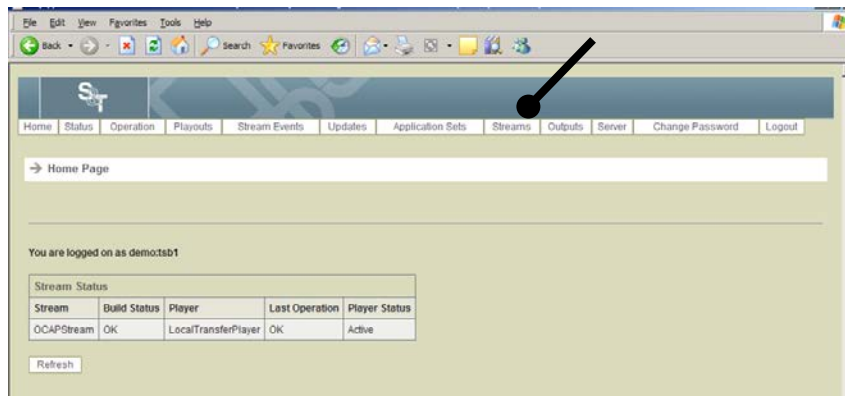 File Edit View Favorites Tools Help
Back Search Favorites
S&T
Home Status Operation Playouts Stream Events Updates Application Sets Streams Outputs Server Change Password Logout
→ Home Page
You are logged on as demo:tsb1
Stream Status
Stream Build Status Player Last Operation Player Status
OCAPStream OK LocalTransferPlayer OK Active
Refresh